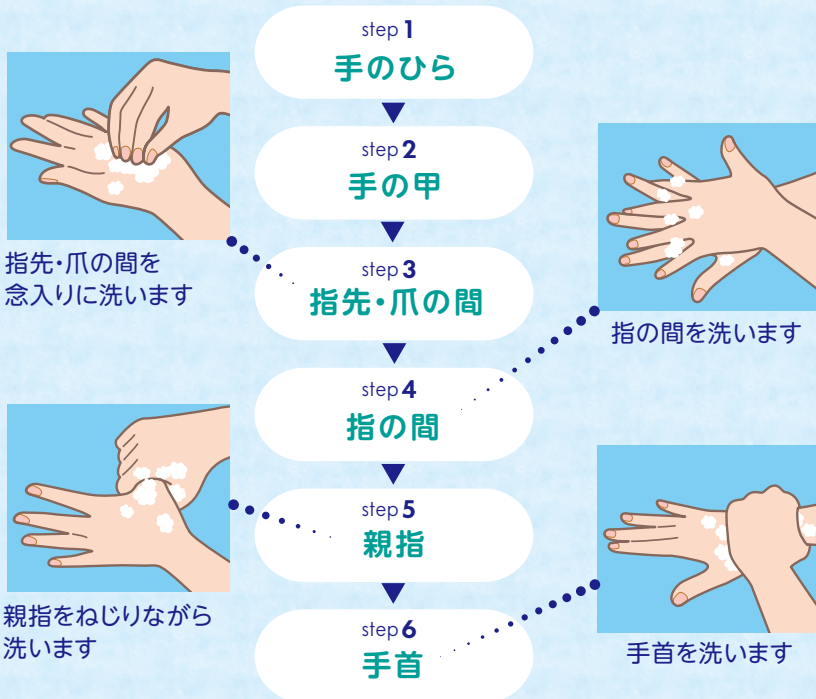 step 1
手のひら
step 2
手の甲
step 3
指先・爪の間
指先・爪の間を
念入りに洗います
step 4
指の間
指の間を洗います
step 5
親指
親指をねじりながら
洗います
step 6
手首
手首を洗います